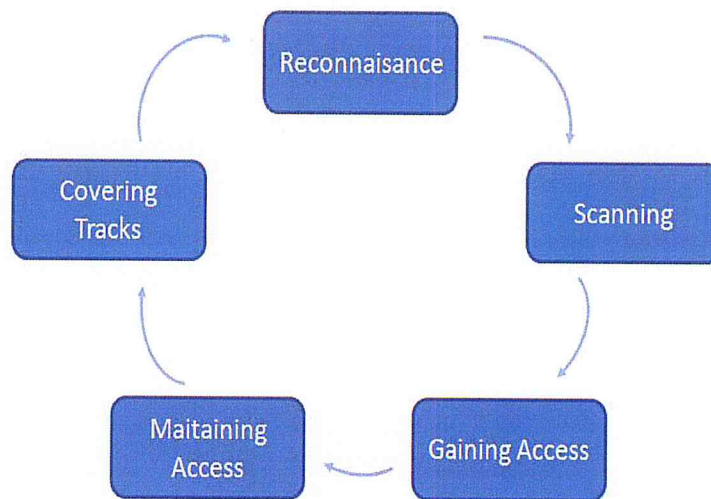 Reconnaisance
Scanning
Gaining Access
Maitaining
Access
Covering
Tracks